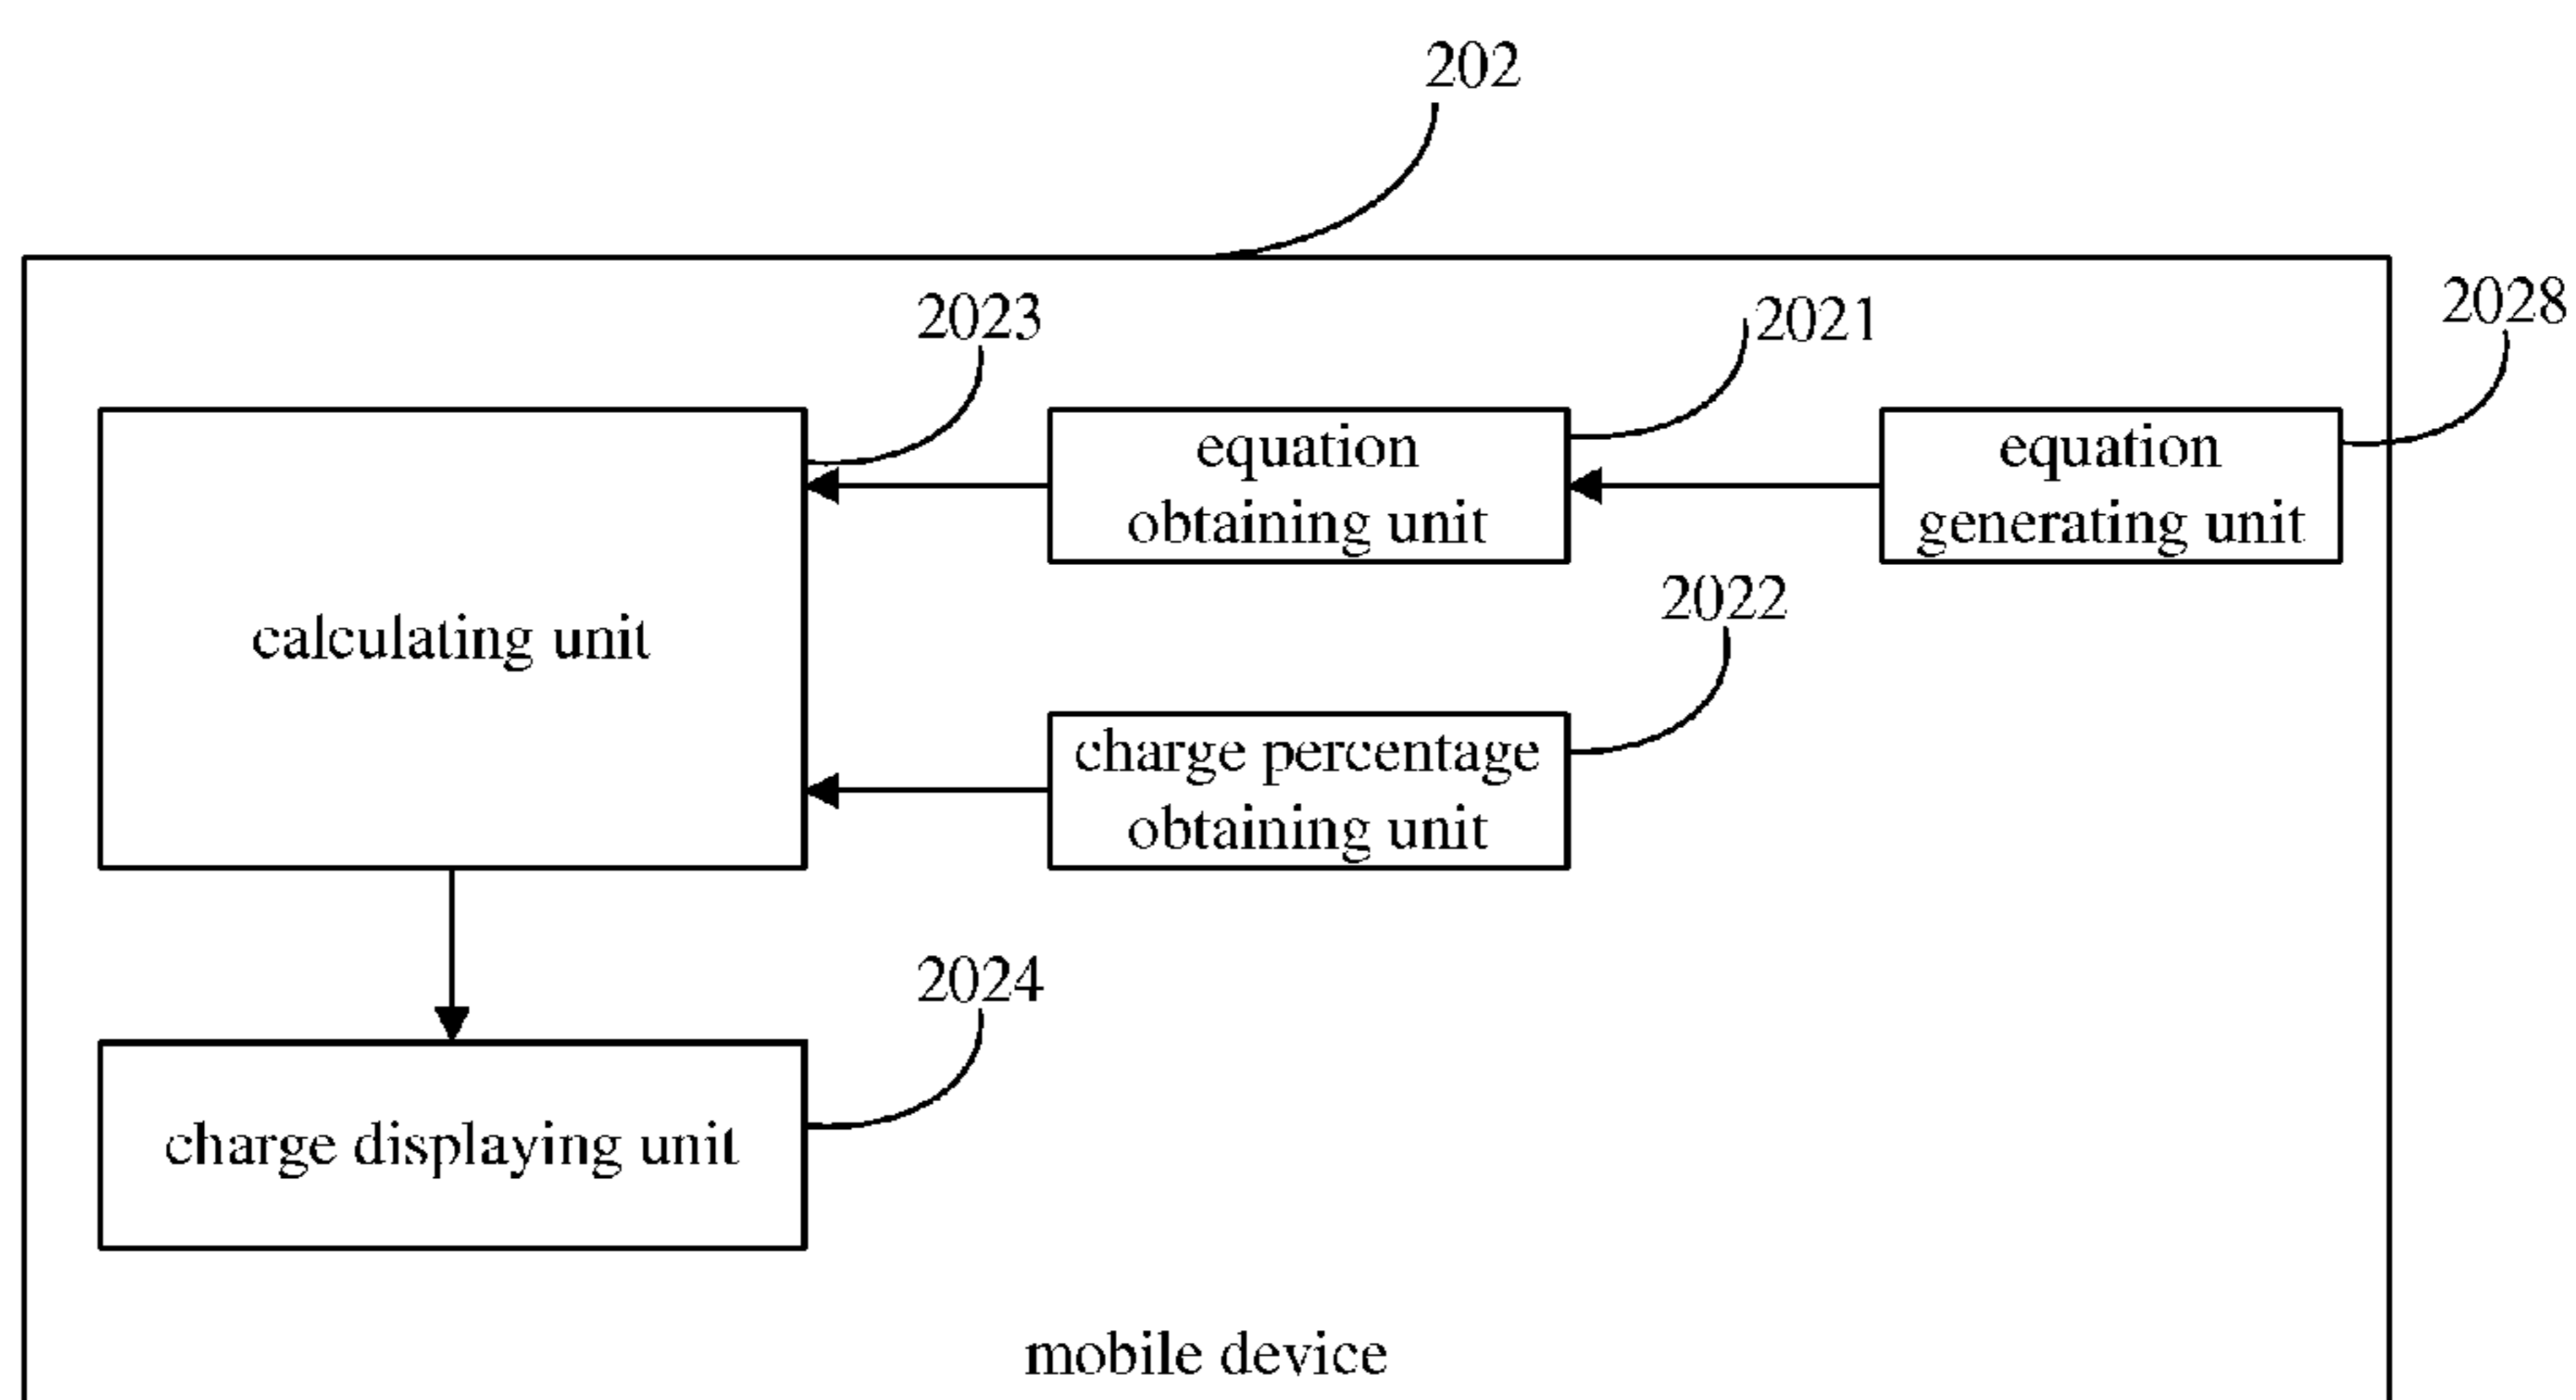 202
2023
2021
2028
equation
obtaining unit
equation
generating unit
calculating unit
2022
charge percentage
obtaining unit
2024
charge displaying unit
mobile device